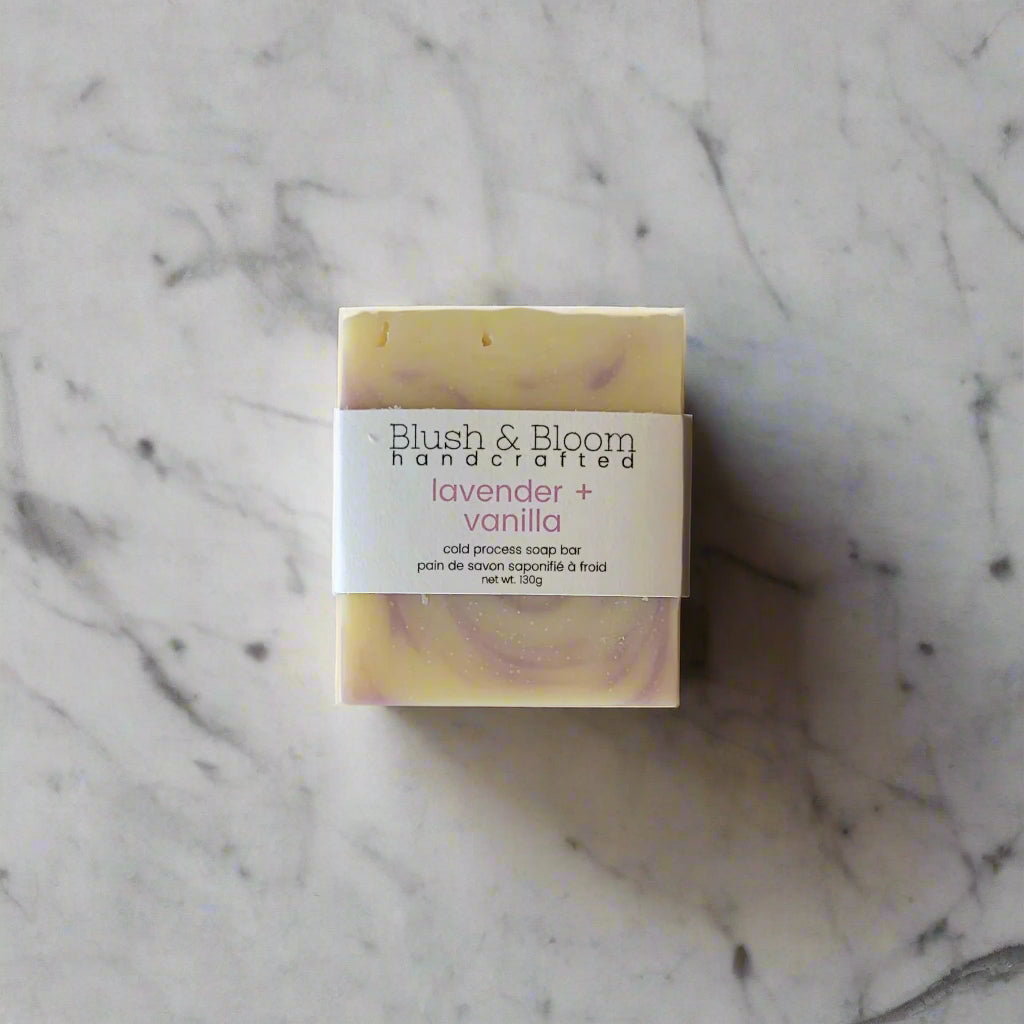 Blush & Bloom
handcrafted
lavender +
vanilla
cold process soap bar
pain de savon saponifié à froid
net wt. 130g